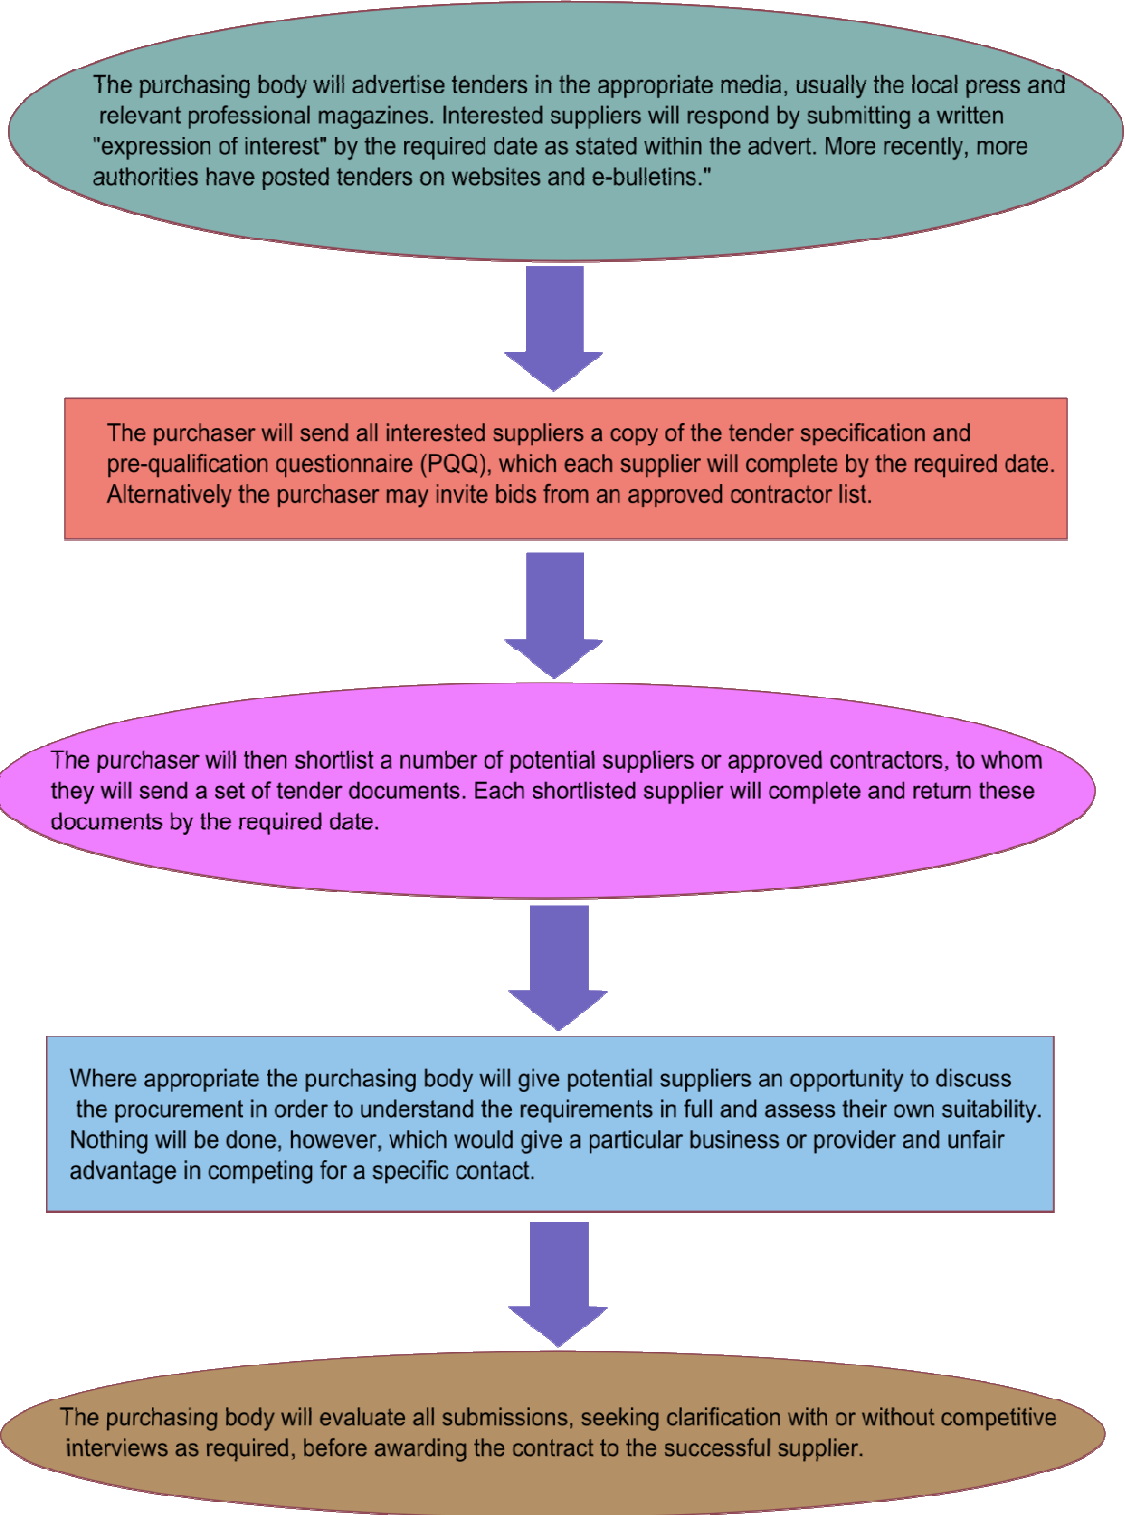 The purchasing body will advertise tenders in the appropriate media, usually the local press and
relevant professional magazines. Interested suppliers will respond by submitting a written
"expression of interest" by the required date as stated within the advert. More recently, more
authorities have posted tenders on websites and e-bulletins."
The purchaser will send all interested suppliers a copy of the tender specification and
pre-qualification questionnaire (PQQ), which each supplier will complete by the required date.
Alternatively the purchaser may invite bids from an approved contractor list.
The purchaser will then shortlist a number of potential suppliers or approved contractors, to whom
they will send a set of tender documents. Each shortlisted supplier will complete and return these
documents by the required date.
Where appropriate the purchasing body will give potential suppliers an opportunity to discuss
the procurement in order to understand the requirements in full and assess their own suitability.
Nothing will be done, however, which would give a particular business or provider and unfair
advantage in competing for a specific contact.
The purchasing body will evaluate all submissions, seeking clarification with or without competitive
interviews as required, before awarding the contract to the successful supplier.